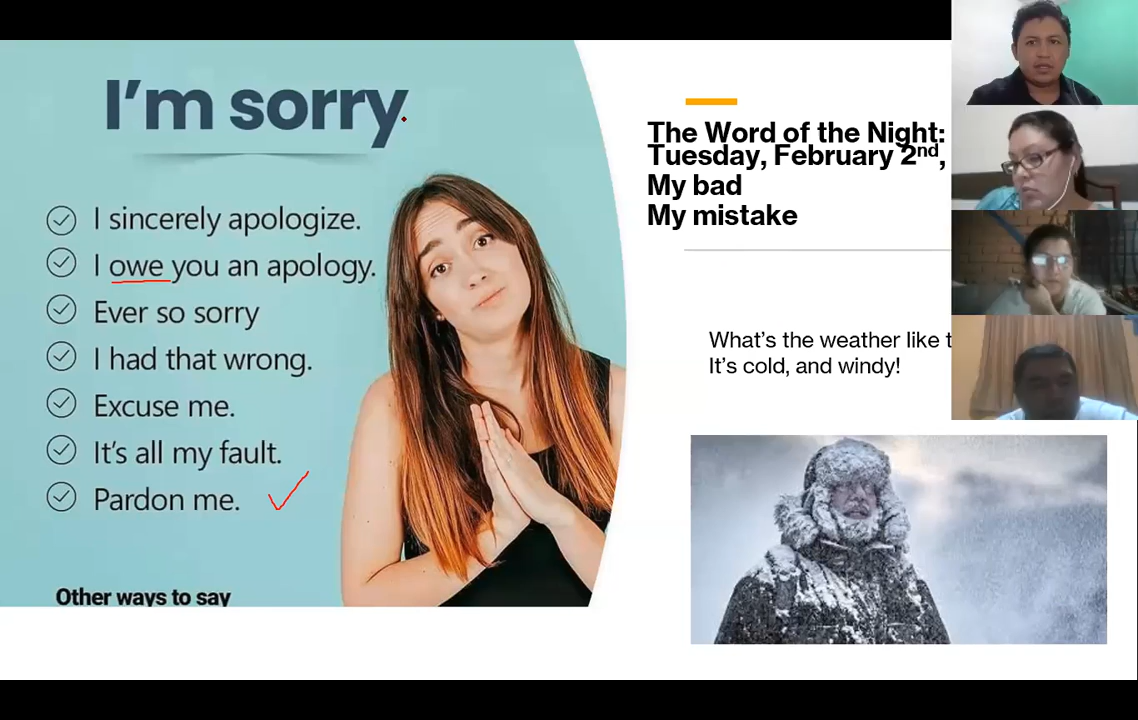 I'm sorry
I sincerely apologize.
I owe you an apology.
Ever so sorry
I had that wrong.
Excuse me.
It's all my fault.
Pardon me.
Other ways to say
The Word of the Night:
Tuesday, February 2nd,
My bad
My mistake
What's the weather like
It's cold, and windy!